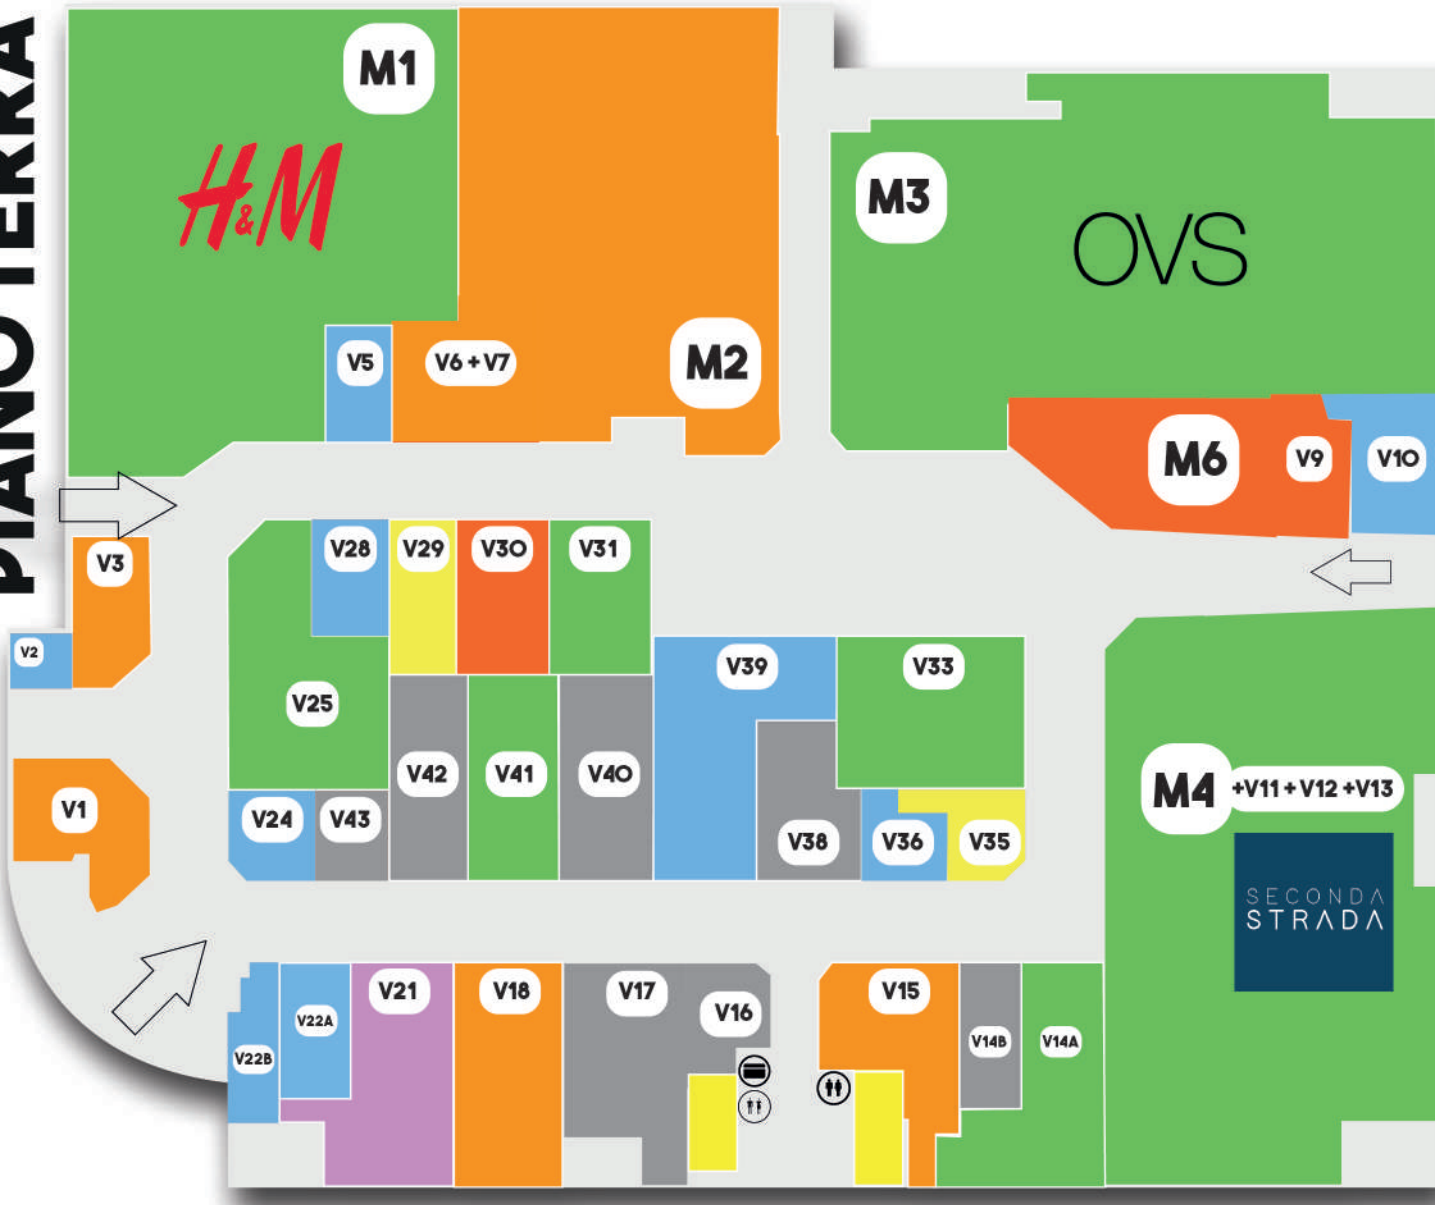 PIANO TERRA
M1
H&M
M3
OVS
V5
V6 + V7
M2
M6
V9
V10
V3
V28
V29
V30
V31
V2
V39
V33
V25
V42
V41
V40
M4 +V11 + V12 +V13
V1
V24
V43
V38
V36
V35
SECONDA
STRADA
V21
V18
V17
V16
V15
V22A
V22B
V14B
V14A